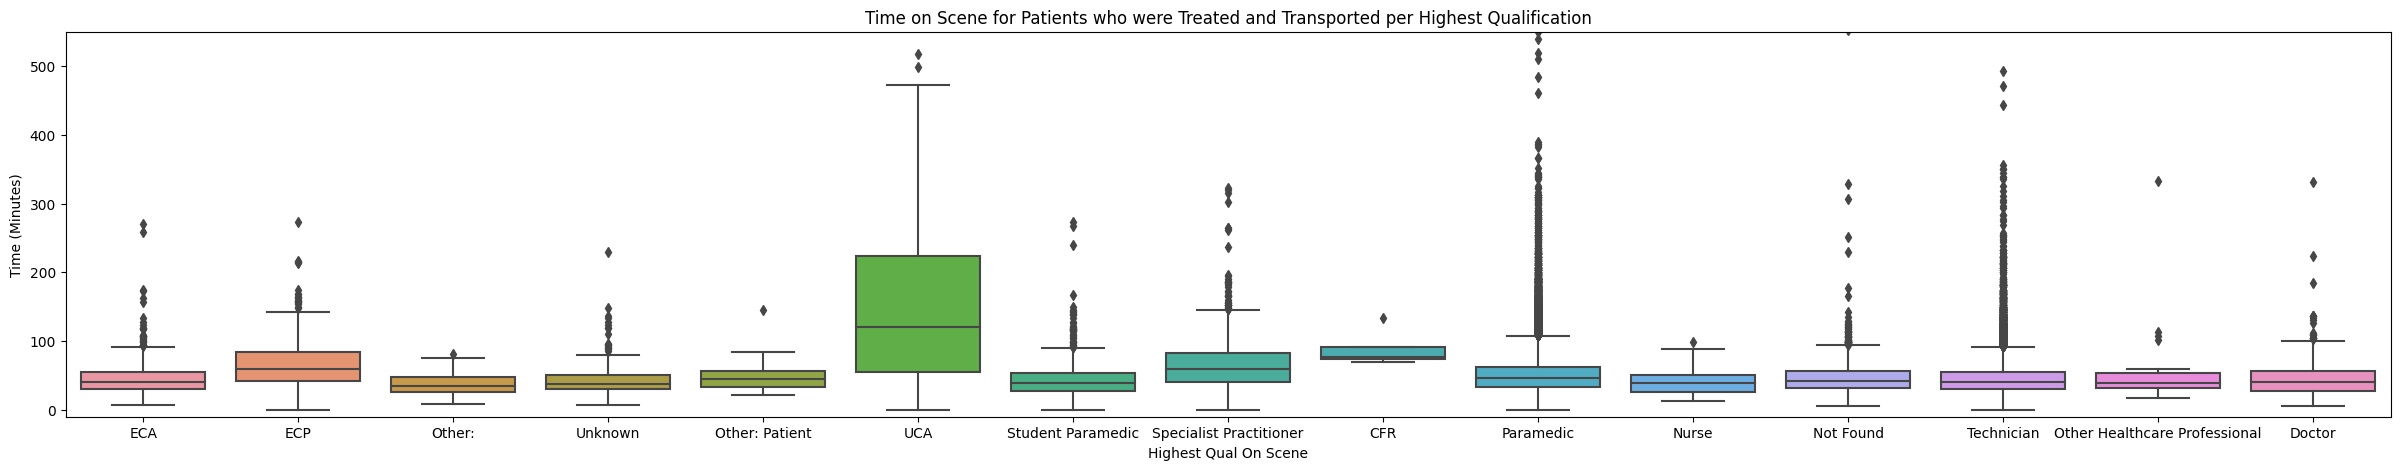 Time on Scene for Patients who were Treated and Transported per Highest Qualification
Time (Minutes)
500
400
300
200
100
0
ECA ECP Other: Unknown Other: Patient UCA Student Paramedic Specialist Practitioner CFR Paramedic Nurse Not Found Technician Other Healthcare Professional Doctor
Highest Qual On Scene